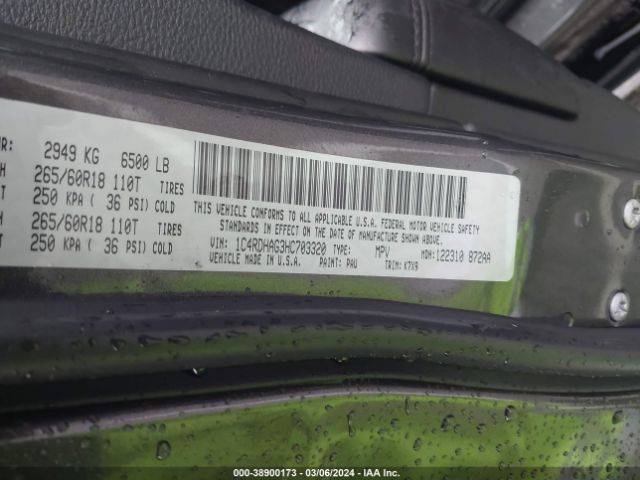 WR: 2949 KG 6500 LB
265/60R18 110T TIRES
250 KPA ( 36 PSI) COLD
265/60R18 110T TIRES
250 KPA ( 36 PSI) COLD
THIS VEHICLE CONFORMS TO ALL APPLICABLE U.S.A. FEDERAL MOTOR VEHICLE SAFETY
STANDARDS IN EFFECT ON THE DATE OF MANUFACTURE SHOWN ABOVE.
VIN: 1C4RDHAG3HC703320 TYPE: MPV MDH: 122310 872AA
VEHICLE MADE IN U.S.A. PAINT: PAU TRIM: K7X9
000-38900173 — 03/06/2024 — IAA Inc.